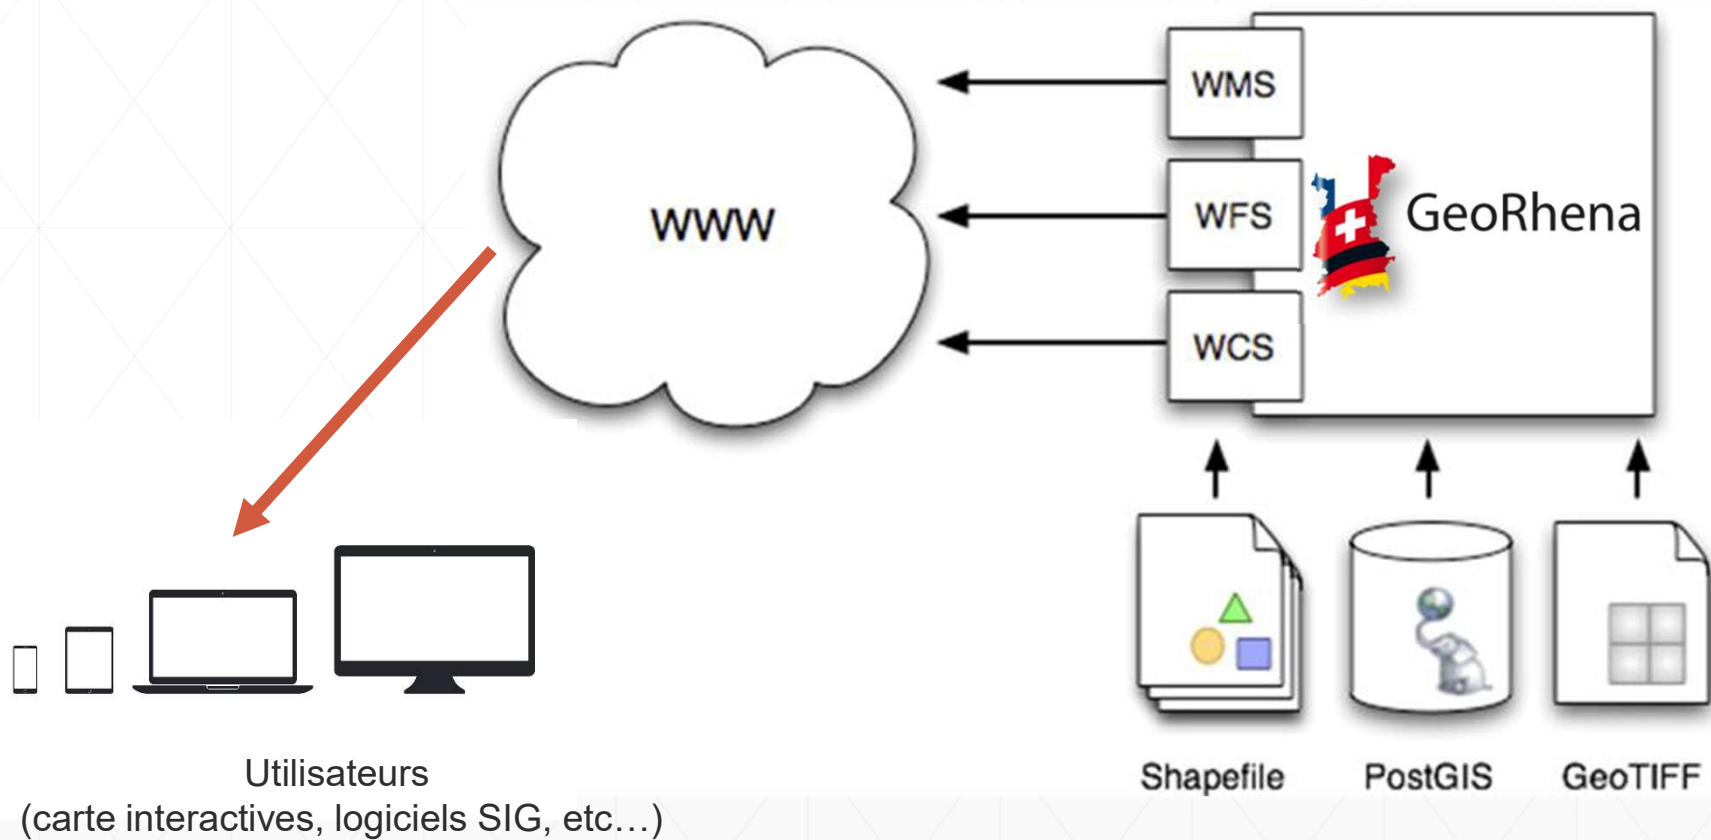 WWW
WMS
WFS
WCS
GeoRhena
Shapefile
PostGIS
GeoTIFF
Utilisateurs
(carte interactives, logiciels SIG, etc…)